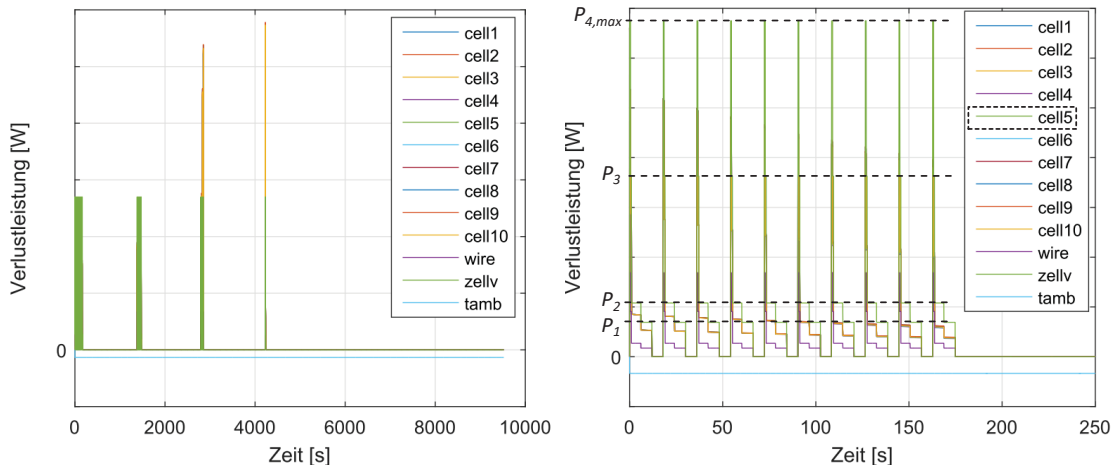 Verlustleistung [W]
0
0
2000
4000
6000
8000
10000
Zeit [s]
cell1
cell2
cell3
cell4
cell5
cell6
cell7
cell8
cell9
cell10
wire
zellv
tamb
Verlustleistung [W]
P4,max
P3
P2
P1
0
0
50
100
150
200
250
Zeit [s]
cell1
cell2
cell3
cell4
cell5
cell6
cell7
cell8
cell9
cell10
wire
zellv
tamb